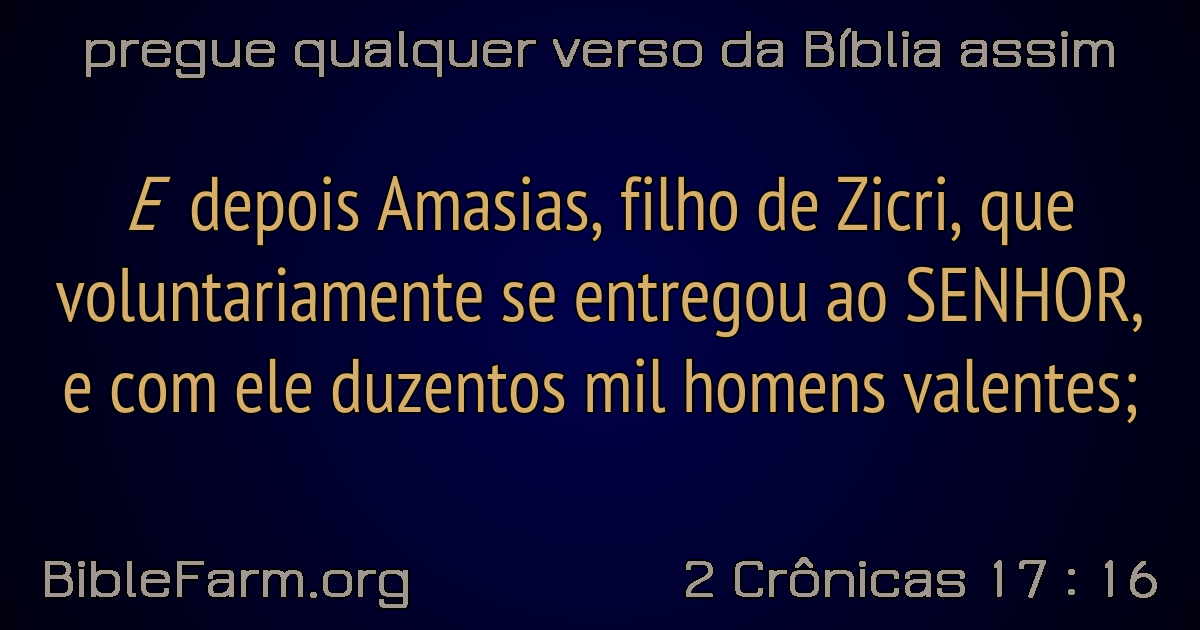 pregue qualquer verso da Bíblia assim
E depois Amasias, filho de Zicri, que
voluntariamente se entregou ao SENHOR,
e com ele duzentos mil homens valentes;
BibleFarm.org
2 Crônicas 17 : 16